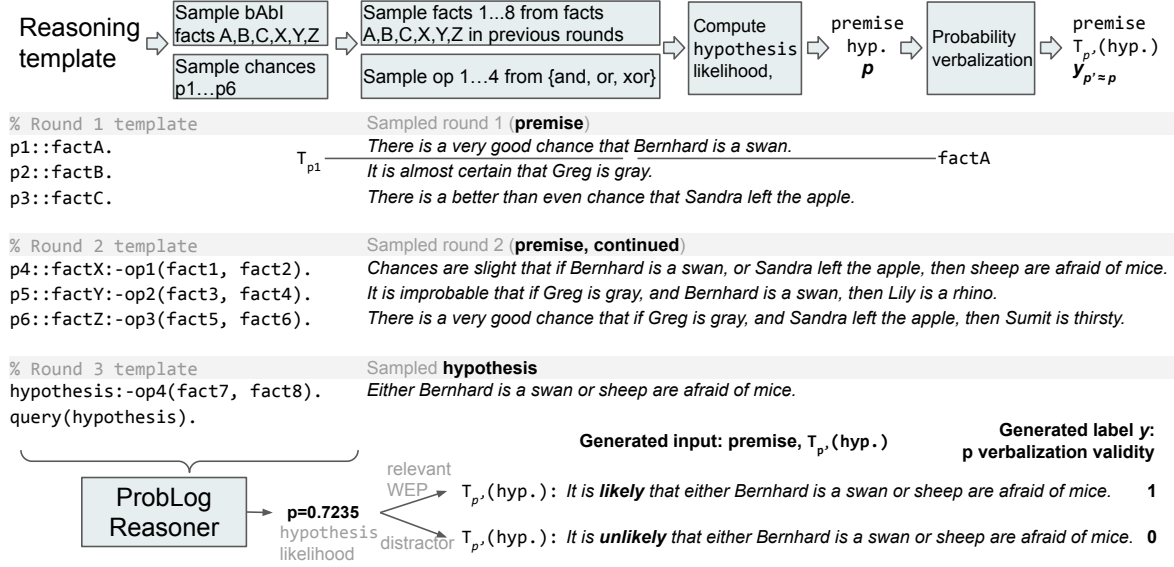 Reasoning template
Sample bAbI facts A,B,C,X,Y,Z
Sample chances p1…p6
Sample facts 1...8 from facts A,B,C,X,Y,Z in previous rounds
Sample op 1…4 from {and, or, xor}
Compute hypothesis likelihood,
premise
hyp.
p
Probability verbalization
premise
Tp'(hyp.)
yp'≈p
% Round 1 template
Sampled round 1 (premise)
p1::factA.
There is a very good chance that Bernhard is a swan.
Tp1
factA
p2::factB.
It is almost certain that Greg is gray.
p3::factC.
There is a better than even chance that Sandra left the apple.
% Round 2 template
Sampled round 2 (premise, continued)
p4::factX:-op1(fact1, fact2).
Chances are slight that if Bernhard is a swan, or Sandra left the apple, then sheep are afraid of mice.
p5::factY:-op2(fact3, fact4).
It is improbable that if Greg is gray, and Bernhard is a swan, then Lily is a rhino.
p6::factZ:-op3(fact5, fact6).
There is a very good chance that if Greg is gray, and Sandra left the apple, then Sumit is thirsty.
% Round 3 template
Sampled hypothesis
hypothesis:-op4(fact7, fact8).
Either Bernhard is a swan or sheep are afraid of mice.
query(hypothesis).
Generated input: premise, Tp'(hyp.)
Generated label y:
p verbalization validity
ProbLog Reasoner
p=0.7235
hypothesis likelihood
relevant WEP
Tp'(hyp.): It is likely that either Bernhard is a swan or sheep are afraid of mice. 1
distractor
Tp'(hyp.): It is unlikely that either Bernhard is a swan or sheep are afraid of mice. 0